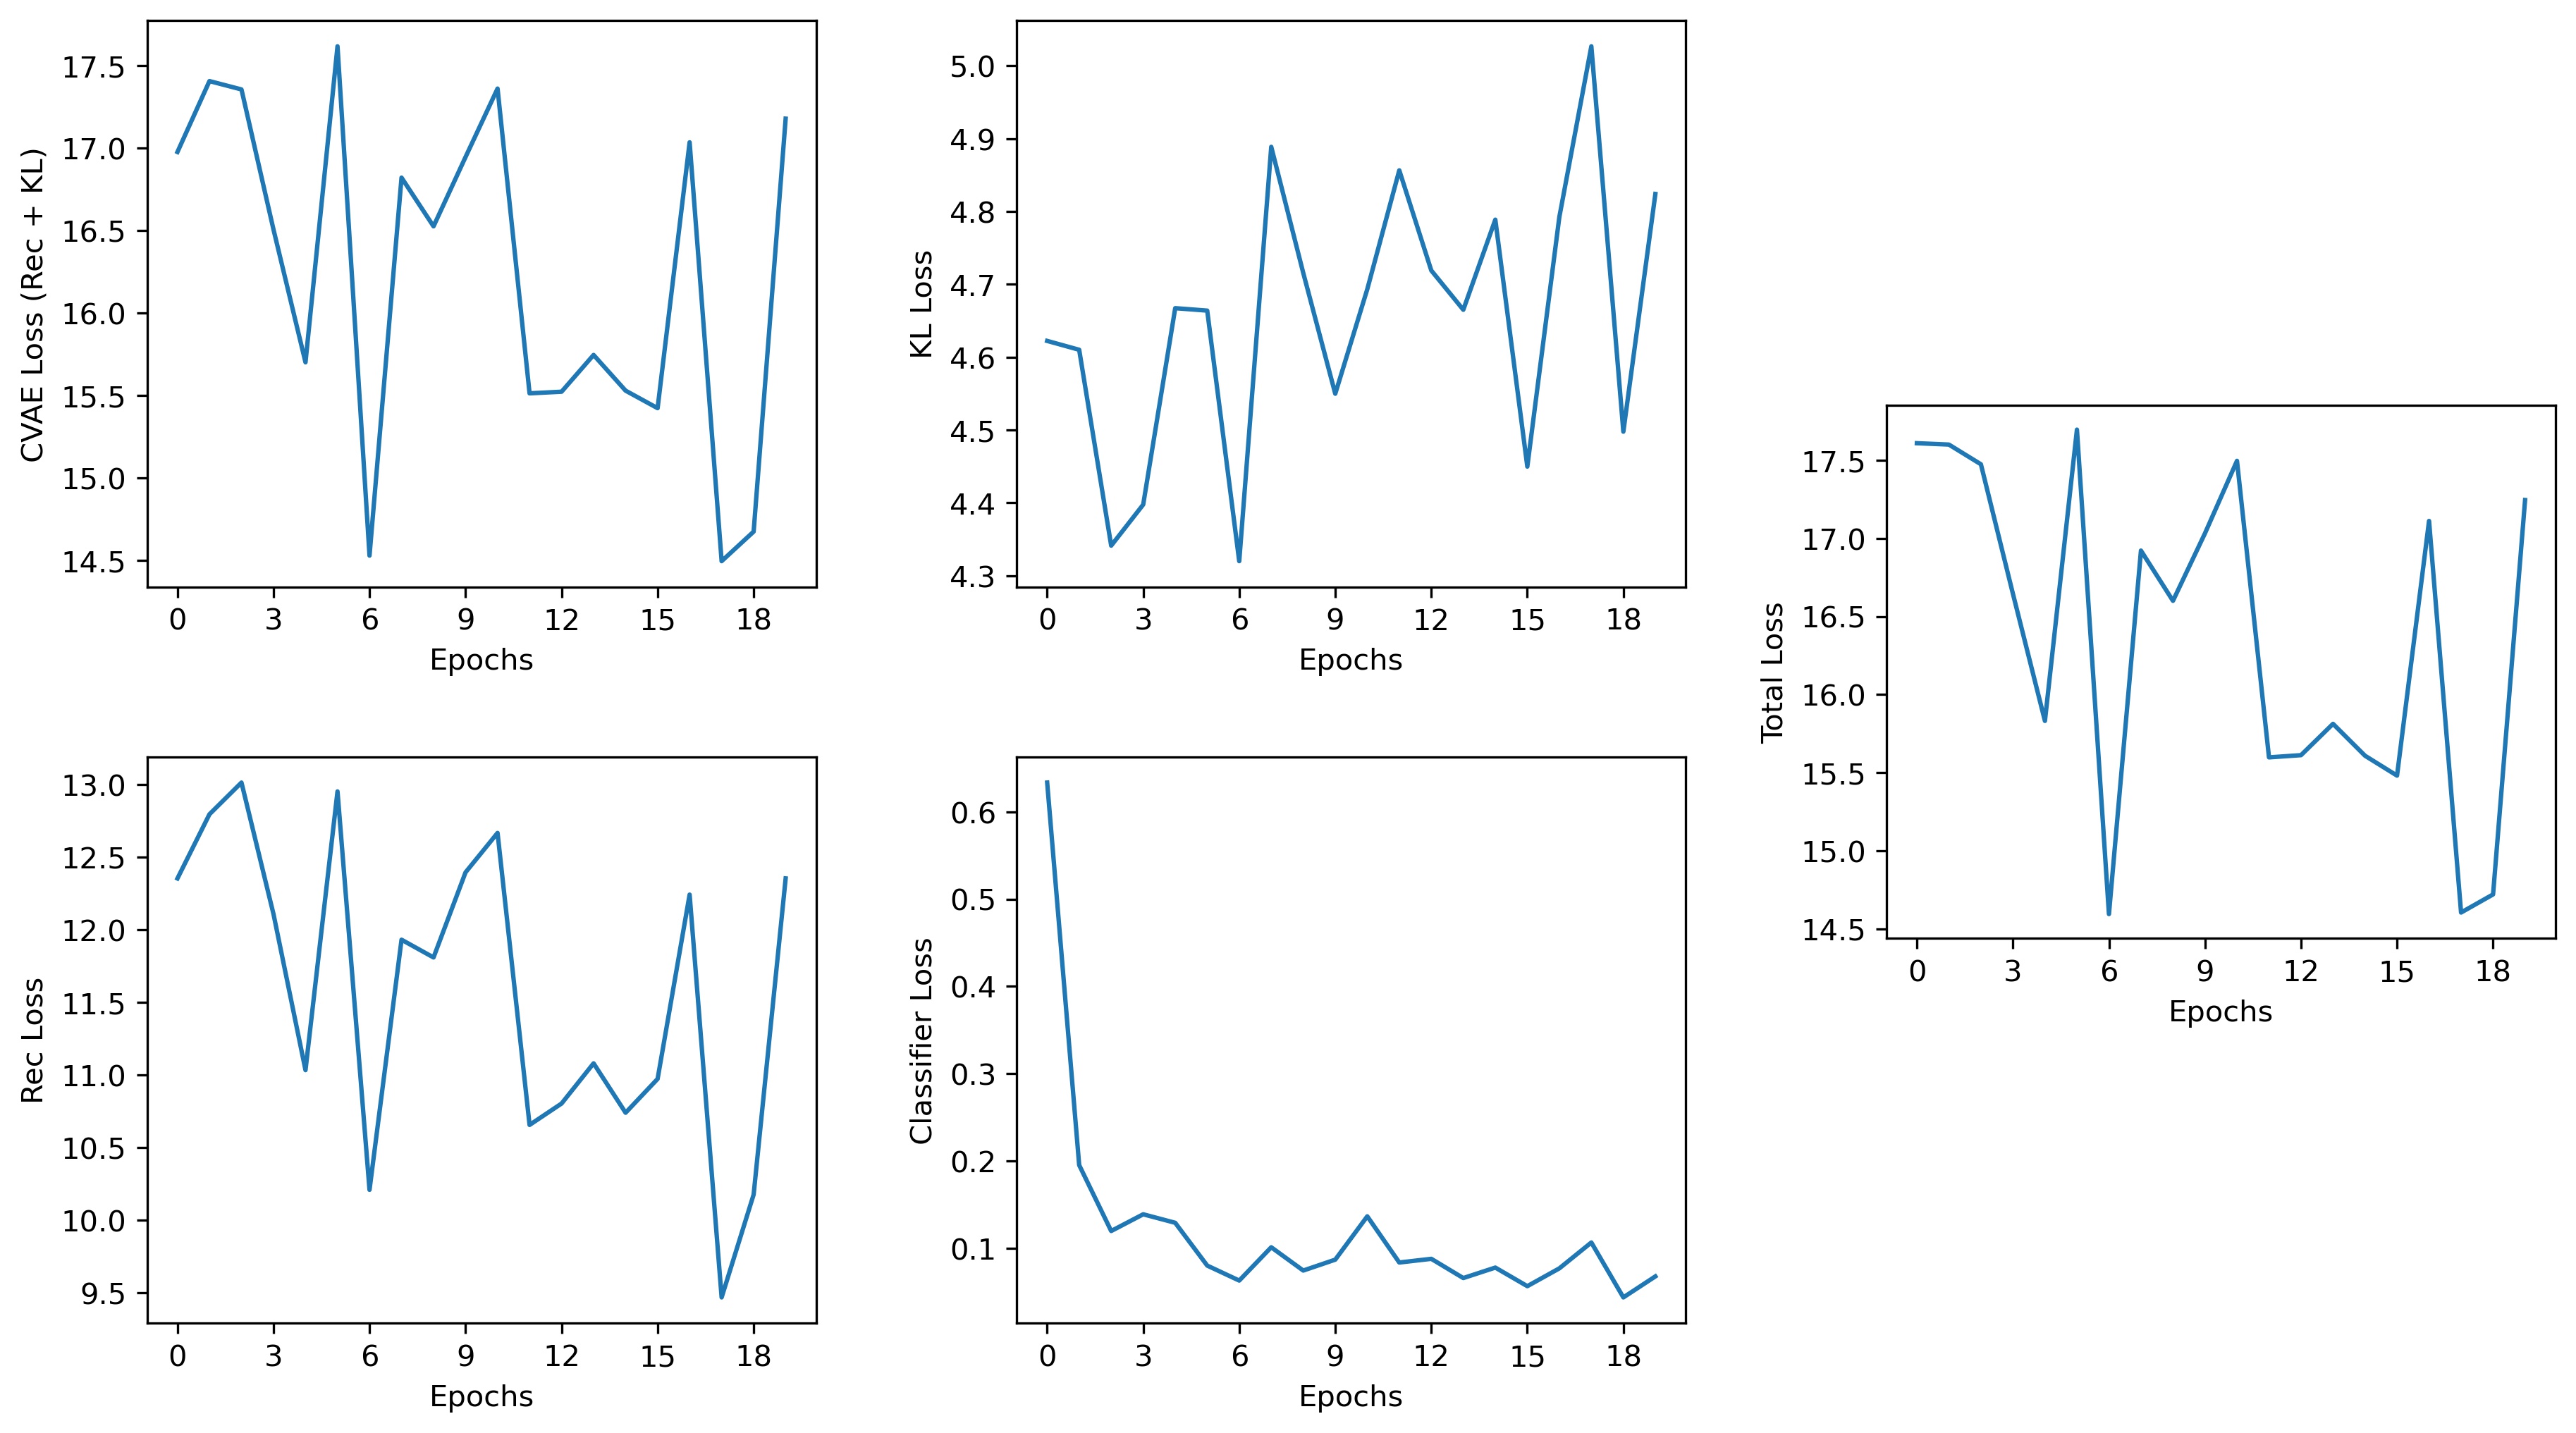 CVAE Loss (Rec + KL)
17.5
17.0
16.5
16.0
15.5
15.0
14.5
0 3 6 9 12 15 18
Epochs
KL Loss
5.0
4.9
4.8
4.7
4.6
4.5
4.4
4.3
0 3 6 9 12 15 18
Epochs
Rec Loss
13.0
12.5
12.0
11.5
11.0
10.5
10.0
9.5
0 3 6 9 12 15 18
Epochs
Classifier Loss
0.6
0.5
0.4
0.3
0.2
0.1
0 3 6 9 12 15 18
Epochs
Total Loss
17.5
17.0
16.5
16.0
15.5
15.0
14.5
0 3 6 9 12 15 18
Epochs